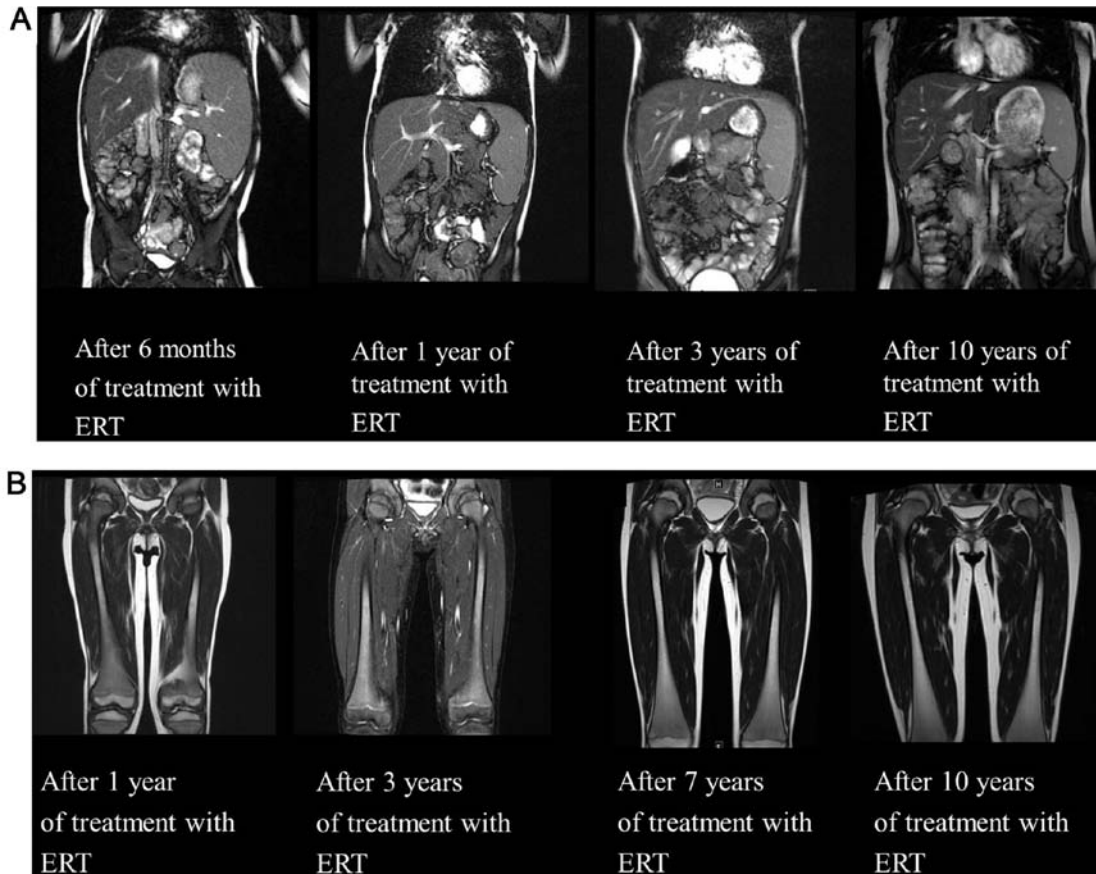 A
After 6 months
of treatment with
ERT
After 1 year of
treatment with
ERT
After 3 years of
treatment with
ERT
After 10 years of
treatment with
ERT
B
H
After 1 year
of treatment with
ERT
After 3 years
of treatment with
ERT
After 7 years
of treatment with
ERT
After 10 years
of treatment with
ERT